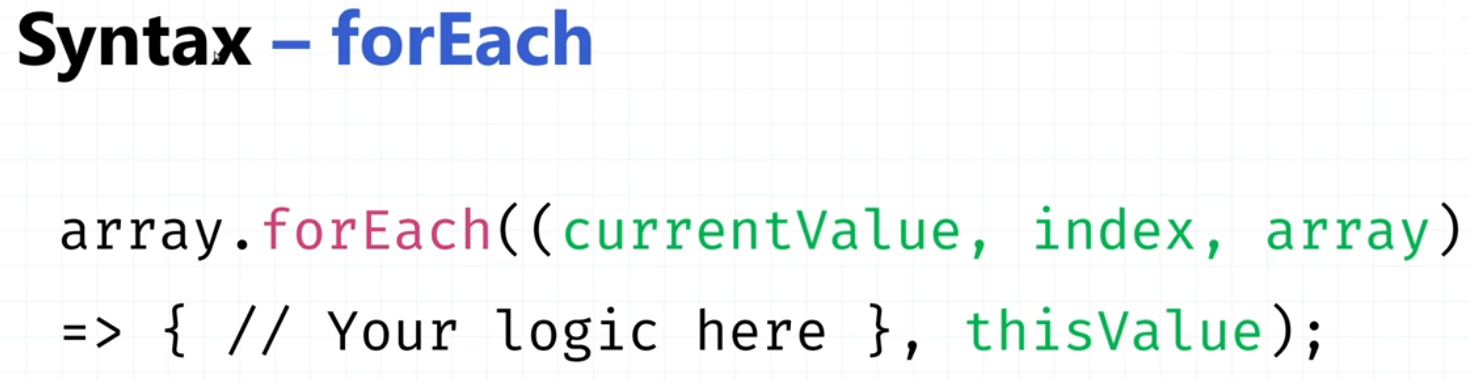 Syntax – forEach
array.forEach((currentValue, index, array)
=> { // Your logic here }, thisValue);